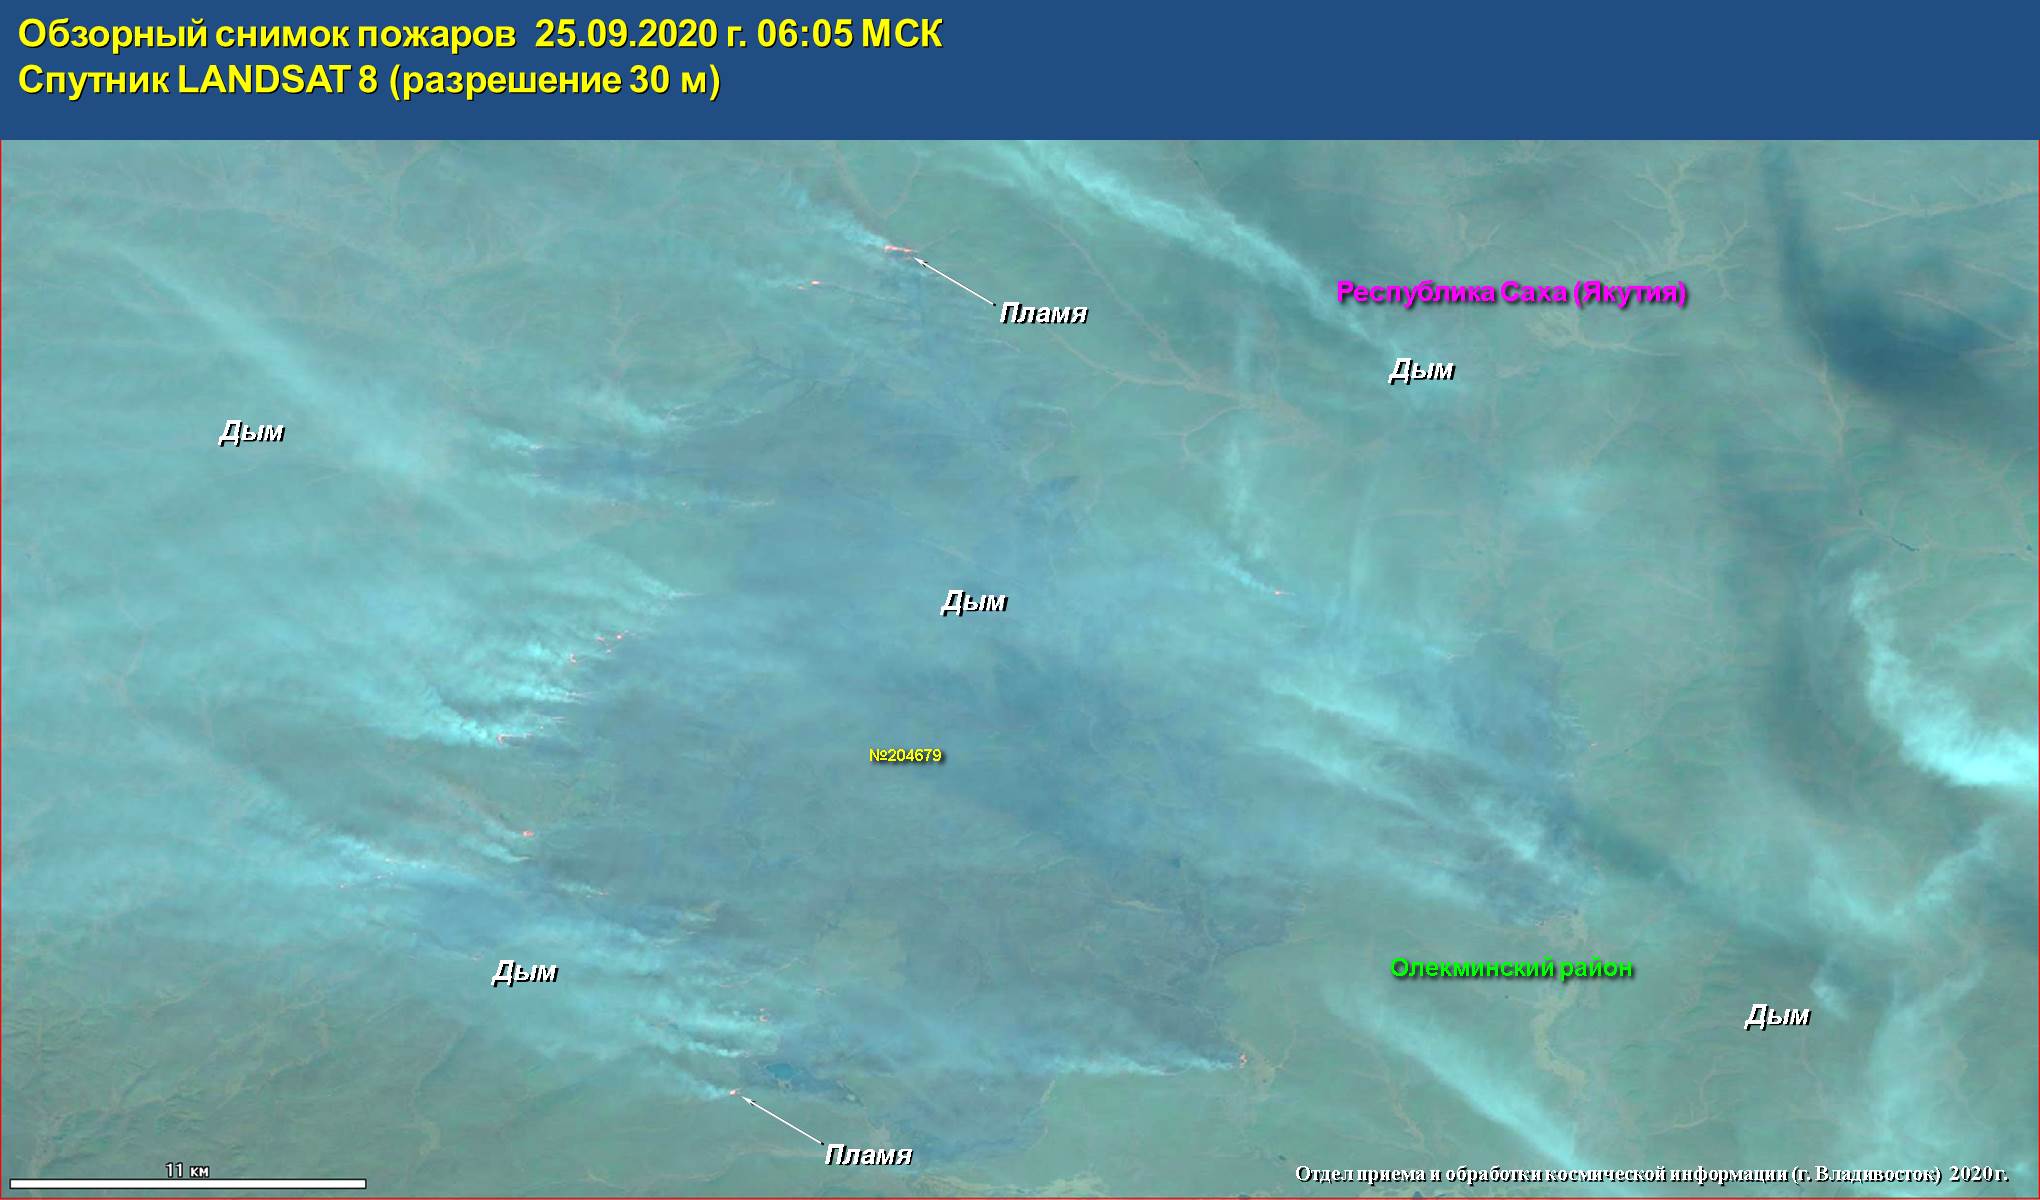 Обзорный снимок пожаров 25.09.2020 г. 06:05 МСК
Спутник LANDSAT 8 (разрешение 30 м)
Республика Саха (Якутия)
Пламя
Дым
Дым
Дым
№204679
Олекминский район
Дым
Дым
Пламя
11 км
Отдел приема и обработки космической информации (г. Владивосток) 2020 г.